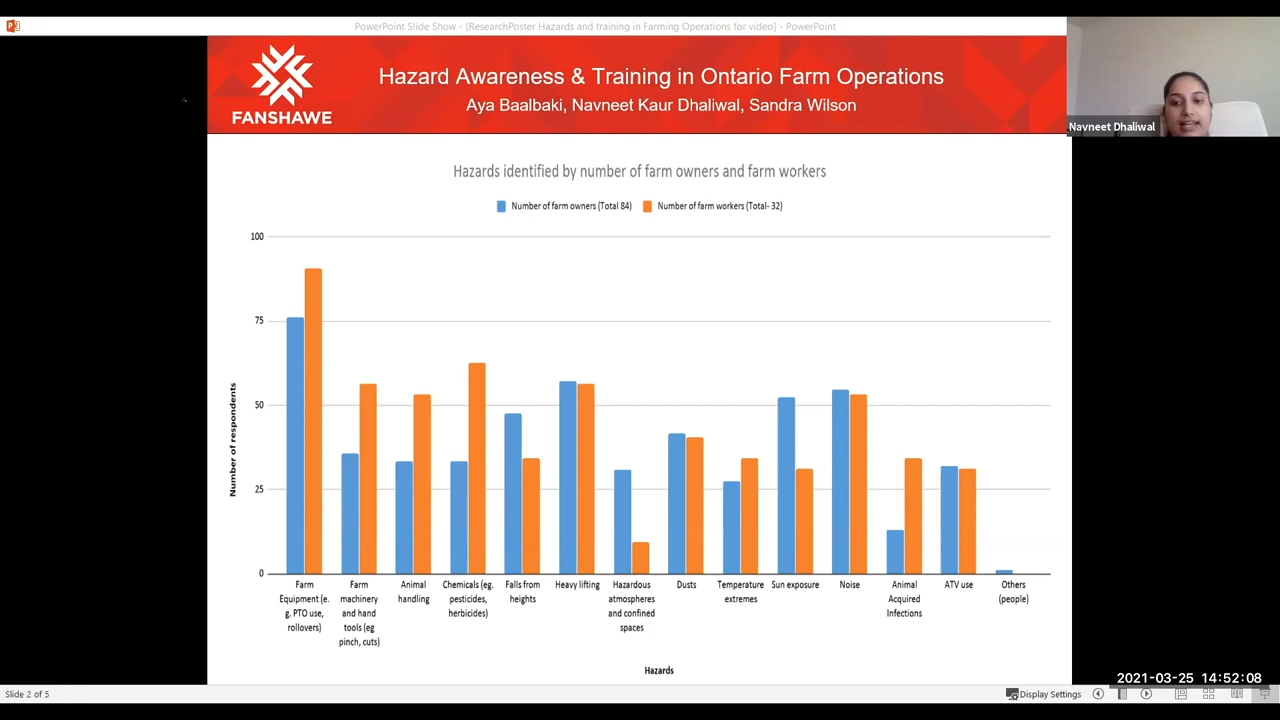 PowerPoint Slide Show - [ResearchPoster Hazards and training in Farming Operations for video] - PowerPoint
FANSHAWE
Hazard Awareness & Training in Ontario Farm Operations
Aya Baalbaki, Navneet Kaur Dhaliwal, Sandra Wilson
Navneet Dhaliwal
Hazards identified by number of farm owners and farm workers
Number of farm owners (Total 84)
Number of farm workers (Total- 32)
Number of respondents
100
75
50
25
0
Farm
Equipment (e.
g. PTO use,
rollovers)
Farm
machinery
and hand
tools (eg
pinch, cuts)
Animal
handling
Chemicals (eg.
pesticides,
herbicides)
Falls from
heights
Heavy lifting
Hazardous
atmospheres
and confined
spaces
Dusts
Temperature
extremes
Sun exposure
Noise
Animal
Acquired
Infections
ATV use
Others
(people)
Hazards
2021-03-25 14:52:08
Slide 2 of 5
Display Settings